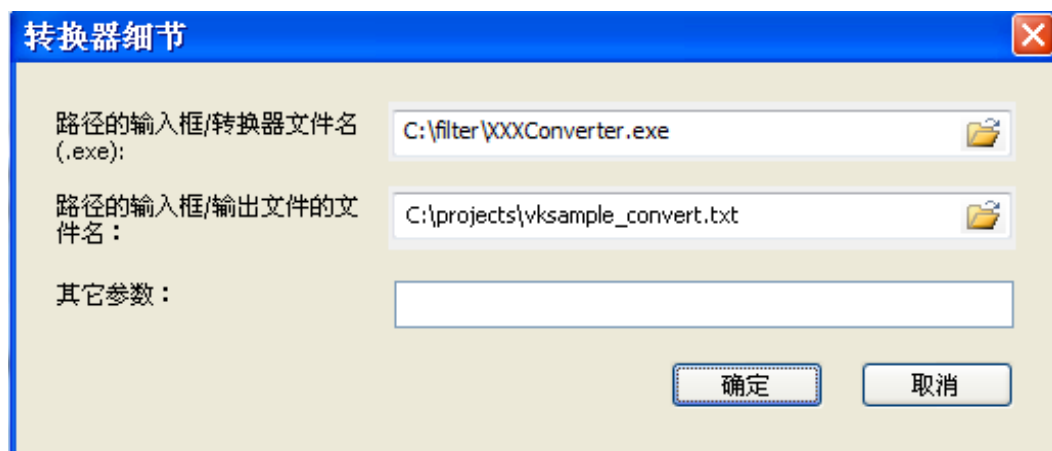 转换器细节
路径的输入框/转换器文件名
(.exe):
C:\filter\XXXConverter.exe
路径的输入框/输出文件的文
件名：
C:\projects\vksample_convert.txt
其它参数：
确定
取消